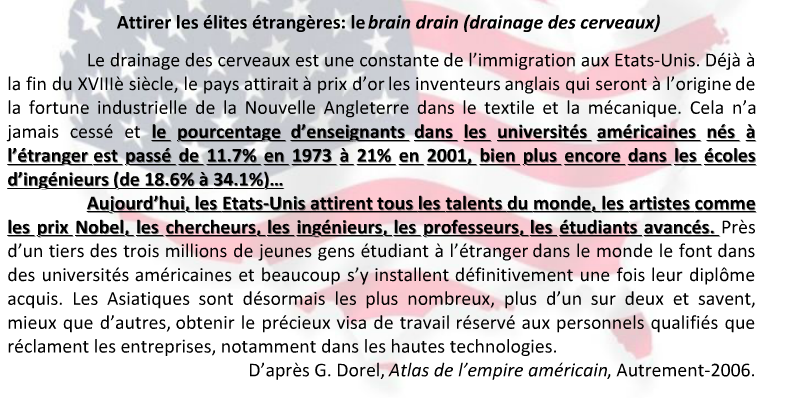 Attirer les élites étrangères: le brain drain (drainage des cerveaux)
Le drainage des cerveaux est une constante de l’immigration aux Etats-Unis. Déjà à
la fin du XVIIIè siècle, le pays attirait à prix d’or les inventeurs anglais qui seront à l’origine de
la fortune industrielle de la Nouvelle Angleterre dans le textile et la mécanique. Cela n’a
jamais cessé et le pourcentage d’enseignants dans les universités américaines nés à
l’étranger est passé de 11.7% en 1973 à 21% en 2001, bien plus encore dans les écoles
d’ingénieurs (de 18.6% à 34.1%)…
Aujourd’hui, les Etats-Unis attirent tous les talents du monde, les artistes comme
les prix Nobel, les chercheurs, les ingénieurs, les professeurs, les étudiants avancés. Près
d’un tiers des trois millions de jeunes gens étudiant à l’étranger dans le monde le font dans
des universités américaines et beaucoup s’y installent définitivement une fois leur diplôme
acquis. Les Asiatiques sont désormais les plus nombreux, plus d’un sur deux et savent,
mieux que d’autres, obtenir le précieux visa de travail réservé aux personnels qualifiés que
réclament les entreprises, notamment dans les hautes technologies.
D’après G. Dorel, Atlas de l’empire américain, Autrement-2006.